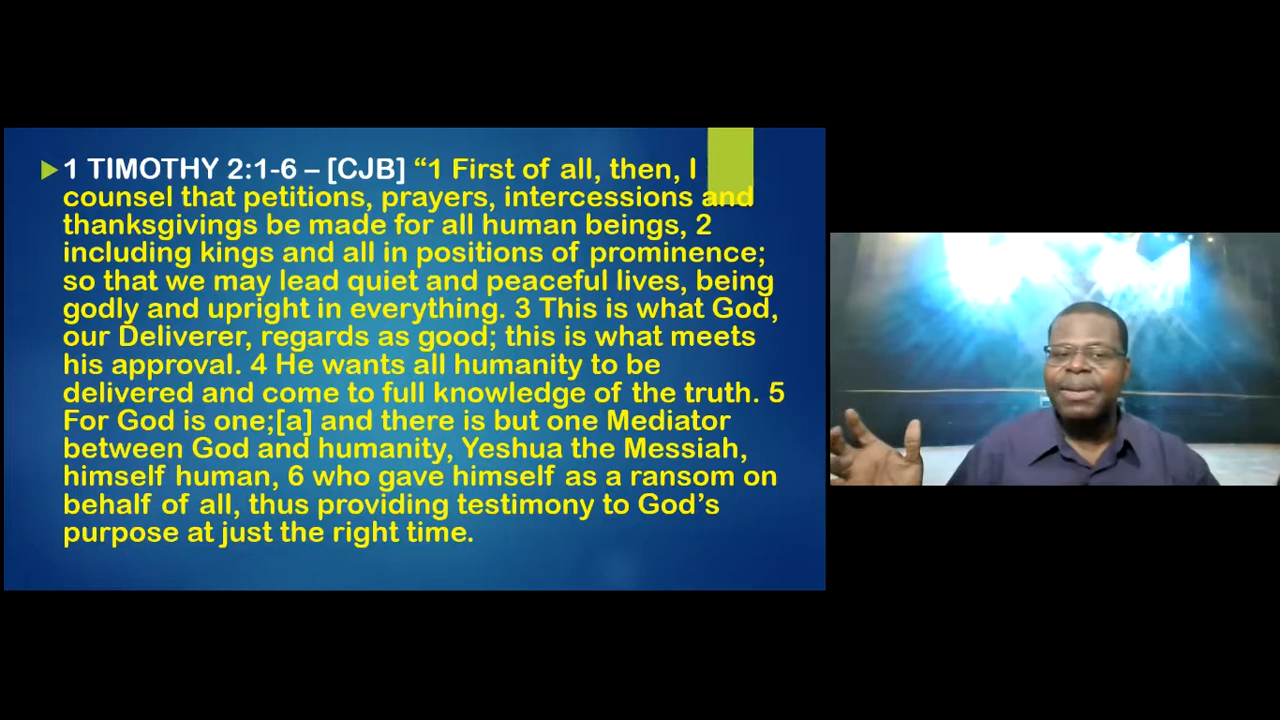 1 TIMOTHY 2:1-6 – [CJB] “1 First of all, then, I
counsel that petitions, prayers, intercessions and
thanksgivings be made for all human beings, 2
including kings and all in positions of prominence;
so that we may lead quiet and peaceful lives, being
godly and upright in everything. 3 This is what God,
our Deliverer, regards as good; this is what meets
his approval. 4 He wants all humanity to be
delivered and come to full knowledge of the truth. 5
For God is one;[a] and there is but one Mediator
between God and humanity, Yeshua the Messiah,
himself human, 6 who gave himself as a ransom on
behalf of all, thus providing testimony to God’s
purpose at just the right time.